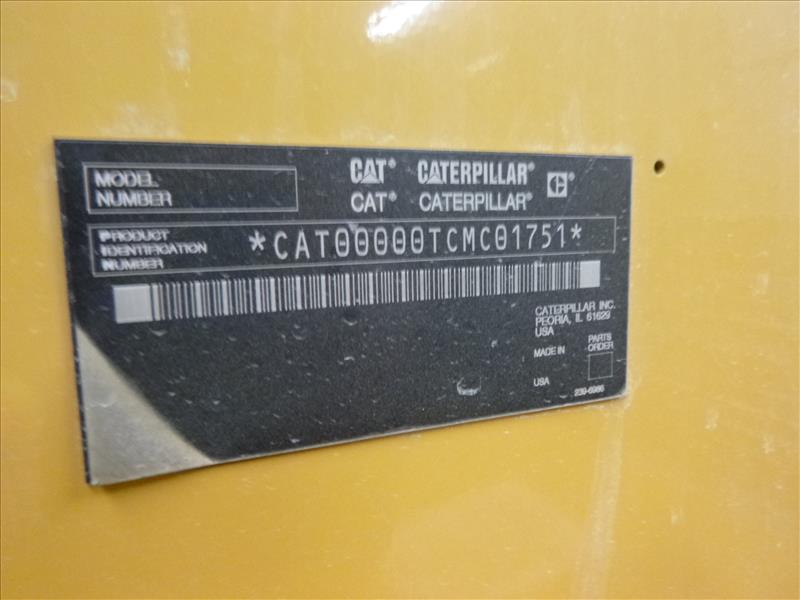 CAT® CATERPILLAR® C®
MODEL NUMBER
CAT® CATERPILLAR®
PRODUCT IDENTIFICATION NUMBER
*CAT00000TCMC01751*
CATERPILLAR INC.
PEORIA, IL 61629
USA
MADE IN
PARTS ORDER
USA
239-6986